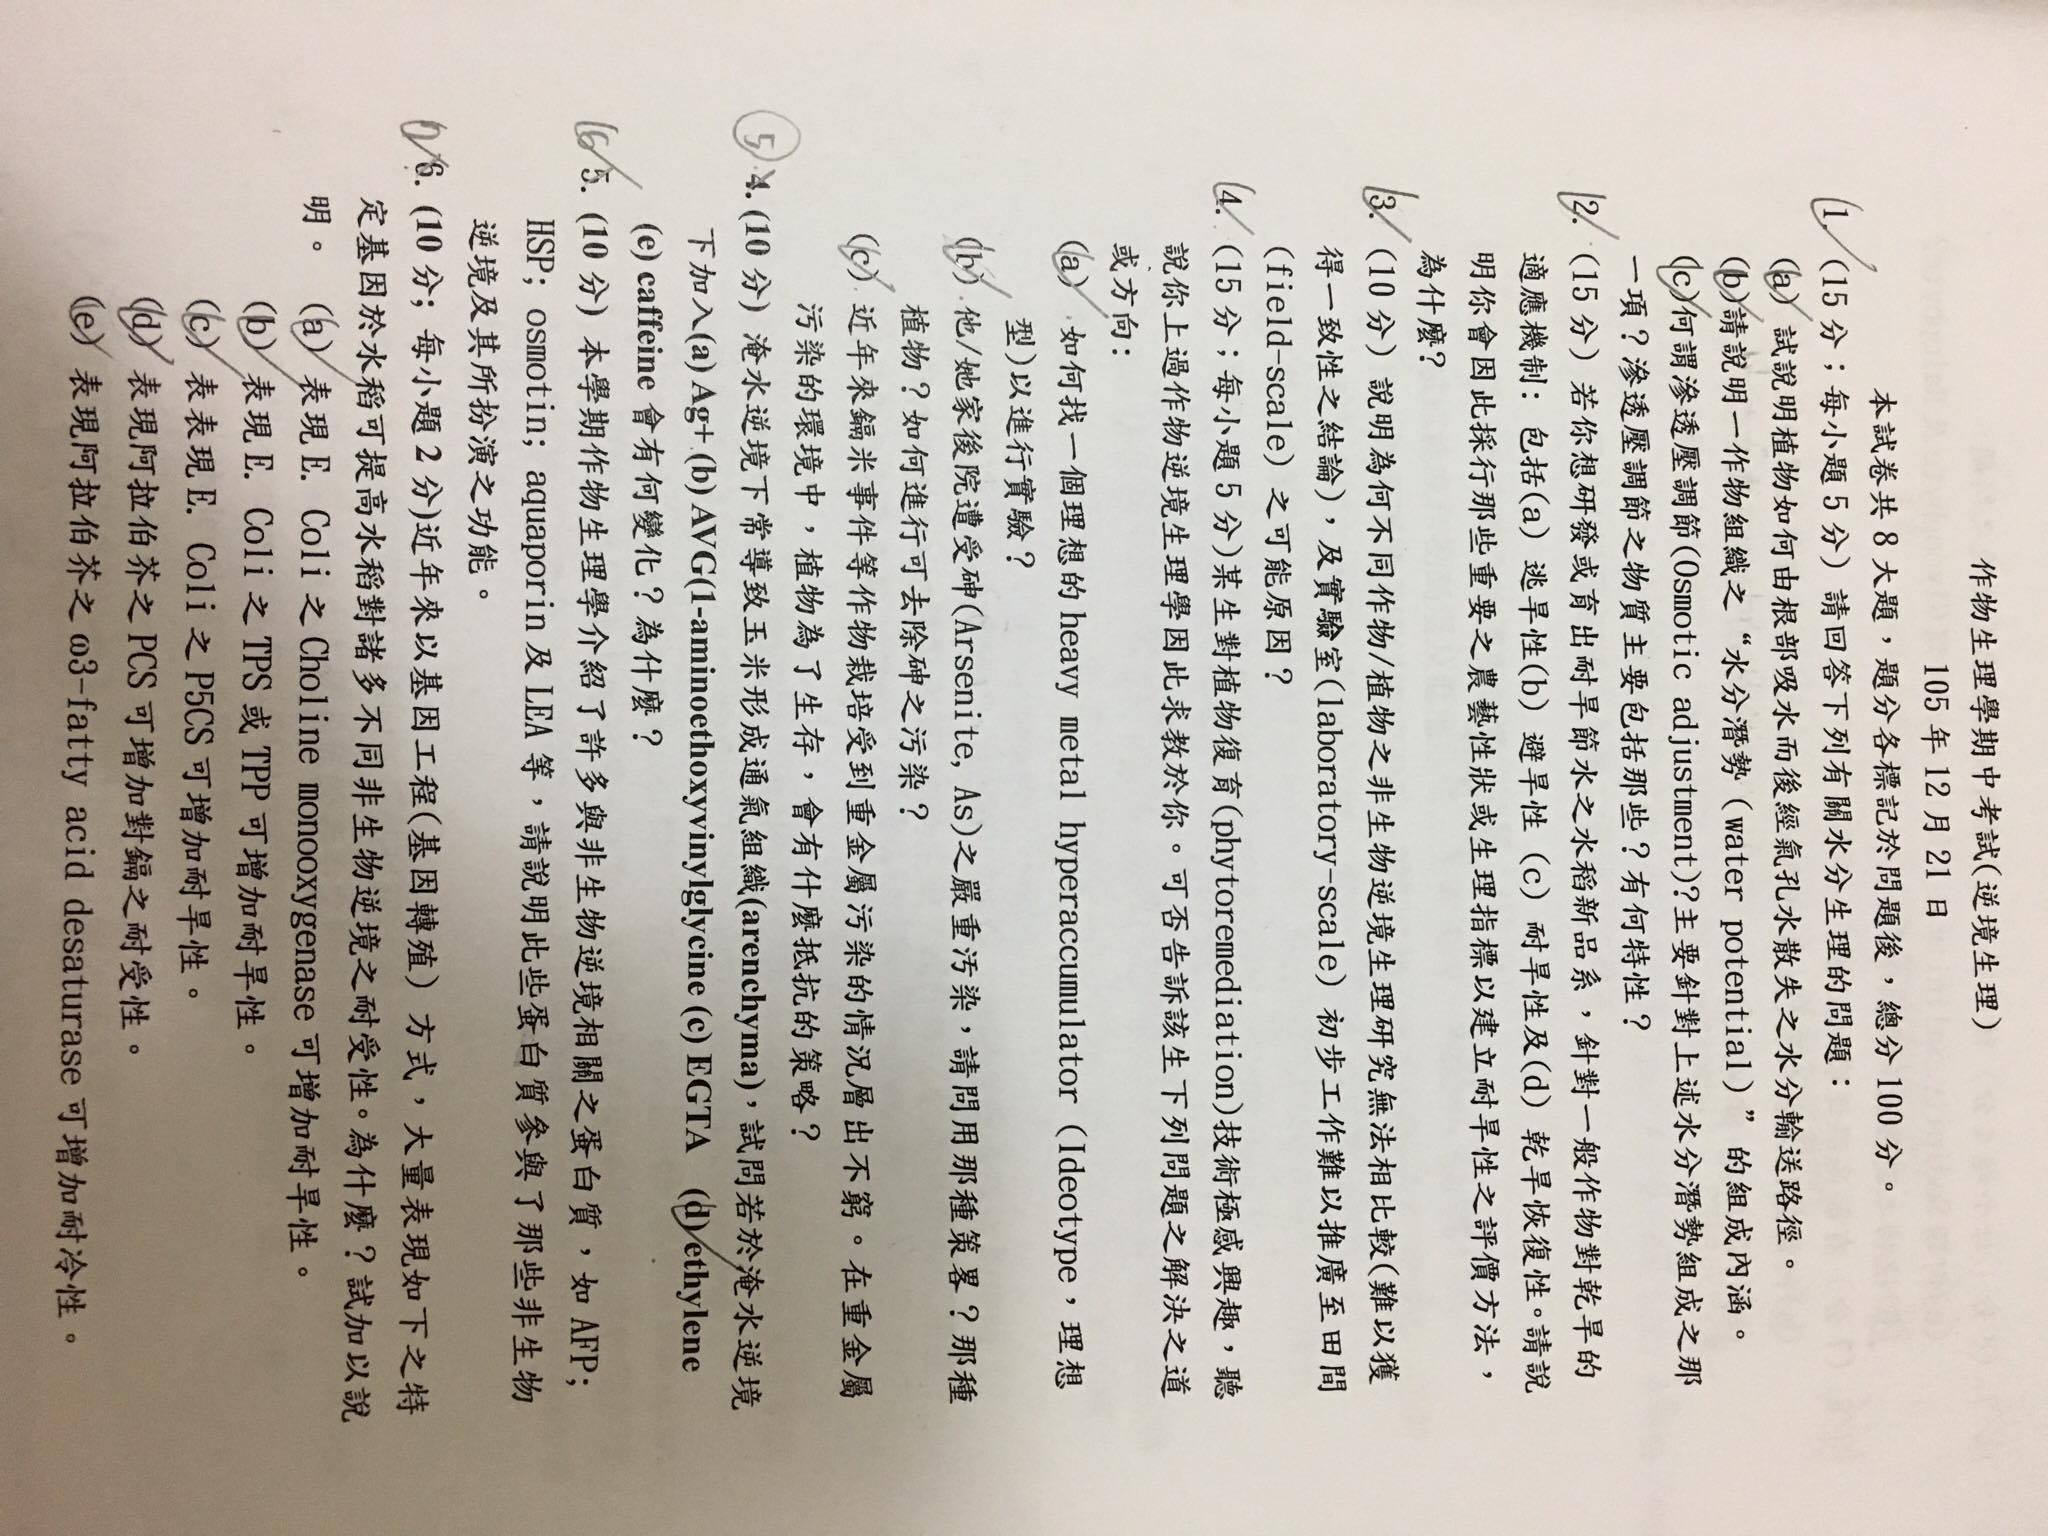 作物生理學期中考試(逆境生理)
105 年 12 月 21 日
本試卷共 8 大題，題分各標記於問題後，總分 100 分。
1. (15 分；每小題 5 分) 請回答下列有關水分生理的問題：
(a) 試說明植物如何由根部吸水而後經氣孔水散失之水分輸送路徑。
(b) 請說明一作物組織之 “水分潛勢 (water potential)” 的組成內涵。
(c) 何謂滲透壓調節(Osmotic adjustment)?主要針對上述水分潛勢組成之那
一項？滲透壓調節之物質主要包括那些？有何特性？
2. (15 分) 若你想研發或育出耐旱節水之水稻新品系，針對一般作物對乾旱的
適應機制：包括(a) 逃旱性(b) 避旱性 (c) 耐旱性及(d) 乾旱恢復性。請說
明你會因此採行那些重要之農藝性狀或生理指標以建立耐旱性之評價方法，
為什麼？
3. (10 分) 說明為何不同作物/植物之非生物逆境生理研究無法相比較(難以獲
得一致性之結論)，及實驗室(laboratory-scale) 初步工作難以推廣至田間
(field-scale) 之可能原因？
4. (15 分；每小題 5 分)某生對植物復育(phytoremediation)技術極感興趣，聽
說你上過作物逆境生理學因此求教於你。可否告訴該生下列問題之解決之道
或方向：
(a) 如何找一個理想的 heavy metal hyperaccumulator (Ideotype，理想
型)以進行實驗？
(b) 他/她家後院遭受砷(Arsenite, As)之嚴重污染，請問用那種策畧？那種
植物？如何進行可去除砷之污染？
(c) 近年來鎘米事件等作物栽培受到重金屬污染的情況層出不窮。在重金屬
污染的環境中，植物為了生存，會有什麼抵抗的策略？
5 4. (10 分) 淹水逆境下常導致玉米形成通氣組織(arenchyma)，試問若於淹水逆境
下加入(a) Ag+ (b) AVG(1-aminoethoxyvinylglycine (c) EGTA (d) ethylene
(e) caffeine 會有何變化？為什麼？
6 5. (10 分) 本學期作物生理學介紹了許多與非生物逆境相關之蛋白質，如 AFP;
HSP; osmotin; aquaporin 及 LEA 等，請說明此些蛋白質參與了那些非生物
逆境及其所扮演之功能。
7 6. (10 分; 每小題 2 分)近年來以基因工程(基因轉殖) 方式，大量表現如下之特
定基因於水稻可提高水稻對諸多不同非生物逆境之耐受性。為什麼？試加以說
明。
(a) 表現 E. Coli 之 Choline monooxygenase 可增加耐旱性。
(b) 表現 E. Coli 之 TPS 或 TPP 可增加耐旱性。
(c) 表表現 E. Coli 之 P5CS 可增加耐旱性。
(d) 表現阿拉伯芥之 PCS 可增加對鎘之耐受性。
(e) 表現阿拉伯芥之 ω3-fatty acid desaturase 可增加耐冷性。